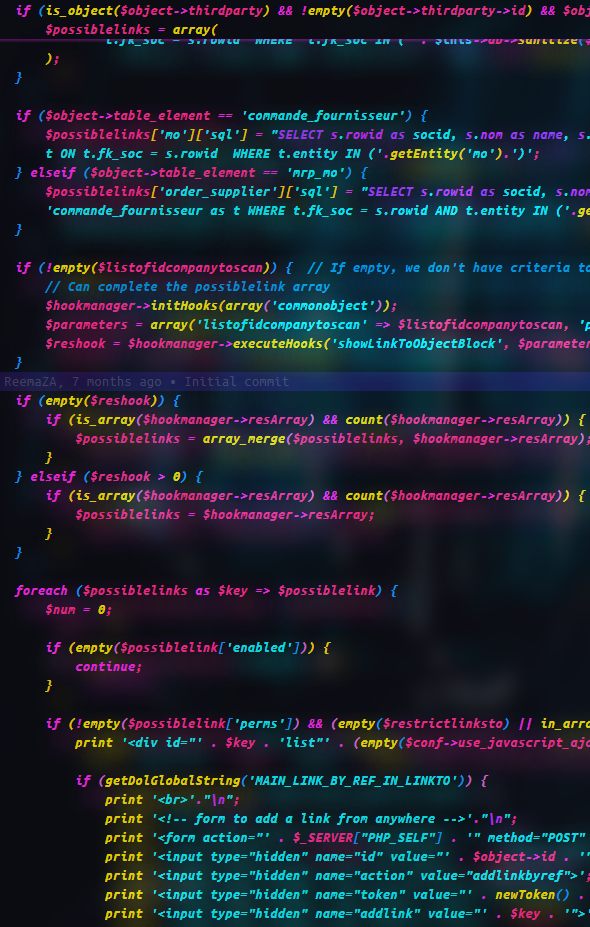 if (is_object($object->thirdparty) && !empty($object->thirdparty->id) && $obj
$possiblelinks = array(
);
}
if ($object->table_element == 'commande_fournisseur') {
$possiblelinks['mo']['sql'] = "SELECT s.rowid as socid, s.nom as name, s.
t ON t.fk_soc = s.rowid  WHERE t.entity IN ('.getEntity('mo').')';
} elseif ($object->table_element == 'mrp_mo') {
$possiblelinks['order_supplier']['sql'] = "SELECT s.rowid as socid, s.nom
'commande_fournisseur as t WHERE t.fk_soc = s.rowid AND t.entity IN ('.ge
}
if (!empty($listofidcompanytoscan)) {  // If empty, we don't have criteria to
// Can complete the possiblelink array
$hookmanager->initHooks(array('commonobject'));
$parameters = array('listofidcompanytoscan' => $listofidcompanytoscan, 'p
$reshook = $hookmanager->executeHooks('showLinkToObjectBlock', $parameter
}
ReemaZA, 7 months ago • Initial commit
if (empty($reshook)) {
if (is_array($hookmanager->resArray) && count($hookmanager->resArray)) {
$possiblelinks = array_merge($possiblelinks, $hookmanager->resArray);
}
} elseif ($reshook > 0) {
if (is_array($hookmanager->resArray) && count($hookmanager->resArray)) {
$possiblelinks = $hookmanager->resArray;
}
}
foreach ($possiblelinks as $key => $possiblelink) {
$num = 0;
if (empty($possiblelink['enabled'])) {
continue;
}
if (!empty($possiblelink['perms']) && (empty($restrictlinksto) || in_arra
print '<div id="' . $key . 'list"' . (empty($conf->use_javascript_aja
if (getDolGlobalString('MAIN_LINK_BY_REF_IN_LINKTO')) {
print '<br>'."\n";
print '<!-- form to add a link from anywhere -->'."\n";
print '<form action="' . $_SERVER["PHP_SELF"] . '" method="POST"
print '<input type="hidden" name="id" value="' . $object->id . '"
print '<input type="hidden" name="action" value="addlinkbyref">';
print '<input type="hidden" name="token" value="' . newToken() .
print '<input type="hidden" name="addlink" value="' . $key . '">'